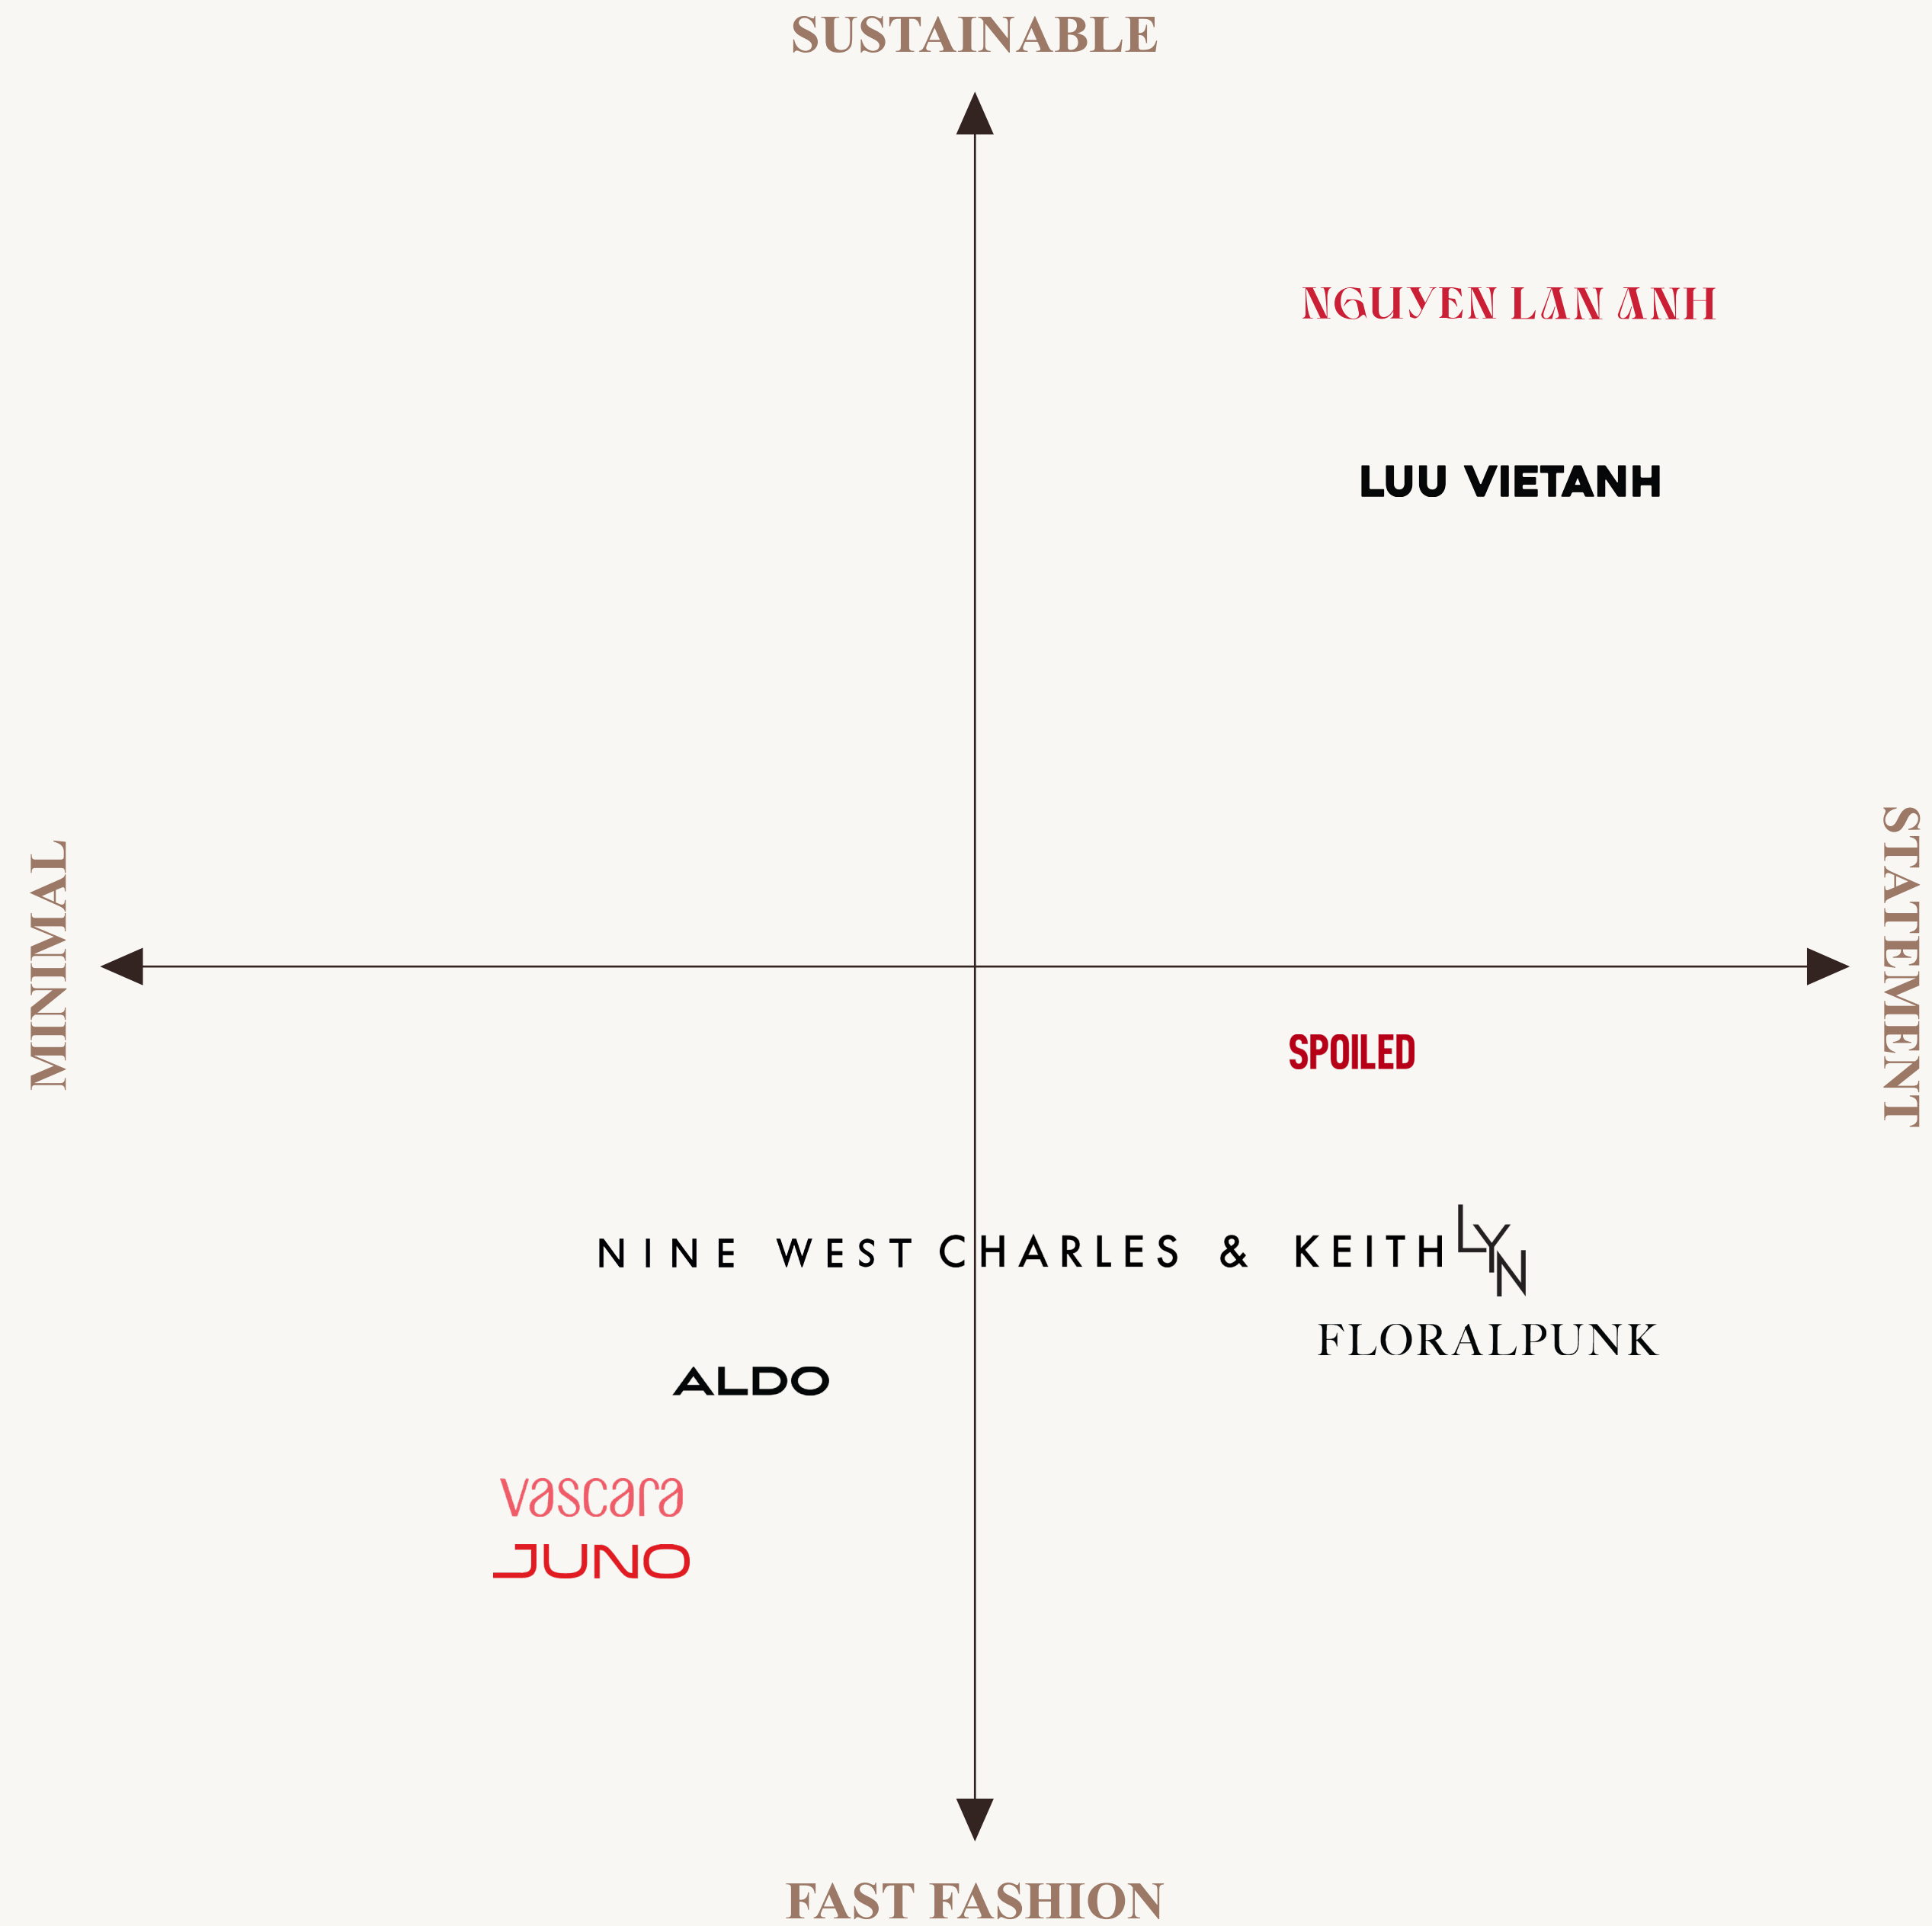 SUSTAINABLE
NGUYEN LAN ANH
LUU VIETANH
MINIMAL
STATEMENT
SPOILED
NINE WEST
CHARLES & KEITH
LYN
FLORALPUNK
ALDO
vascara
JUNO
FAST FASHION